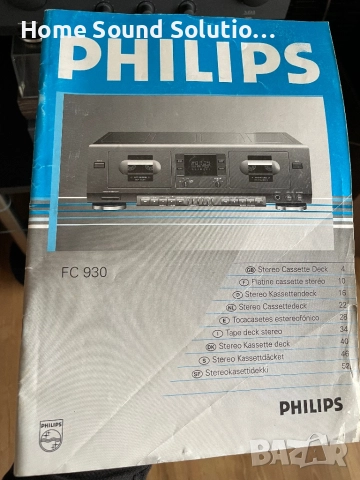 Home Sound Solutio...
PHILIPS
FC 930
GB Stereo Cassette Deck 4
F Platine cassette stéréo 10
D Stereo Kassettendeck 16
NL Stereo Cassettedeck 22
E Tocacasetes estereofónico 28
I Tape deck stereo 34
DK Stereo Kassette deck 40
S Stereo Kassettdäcket 46
SF Stereokasettidekki 52
PHILIPS
PHILIPS
BAZAR